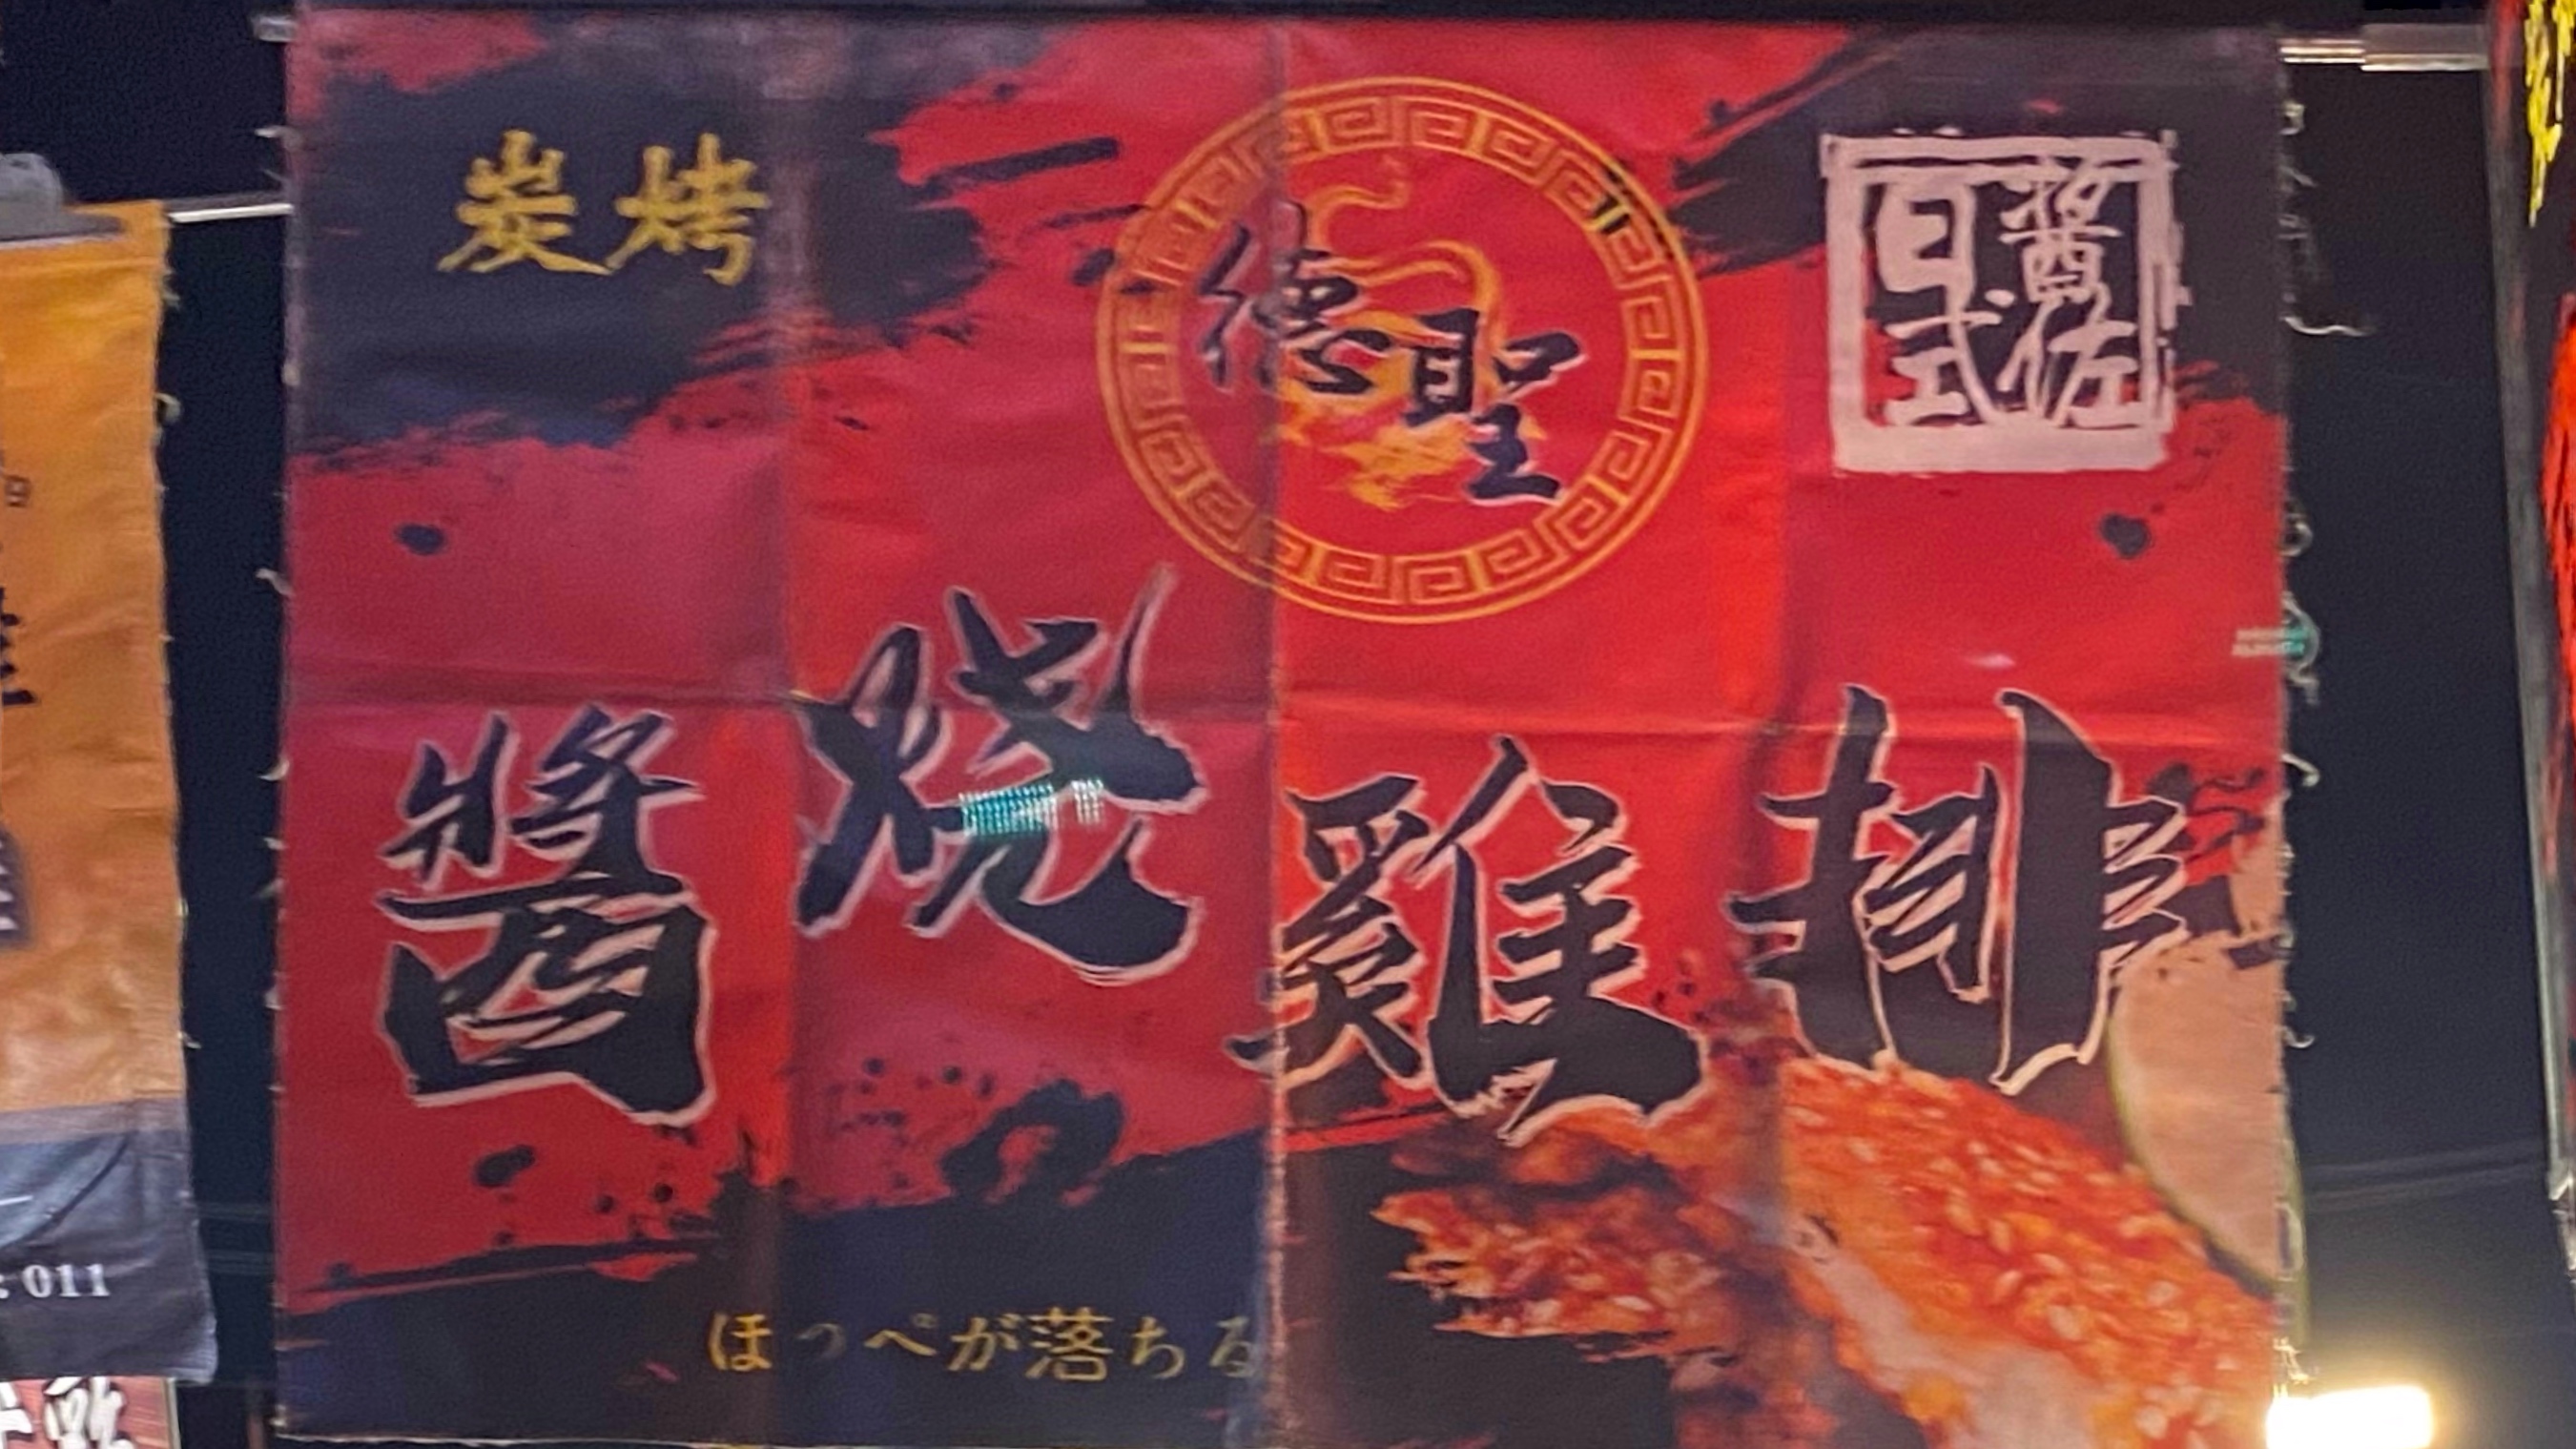 炭烤
德聖
日式
醬佐
醬燒雞排
ほっぺが落ちる
: 011